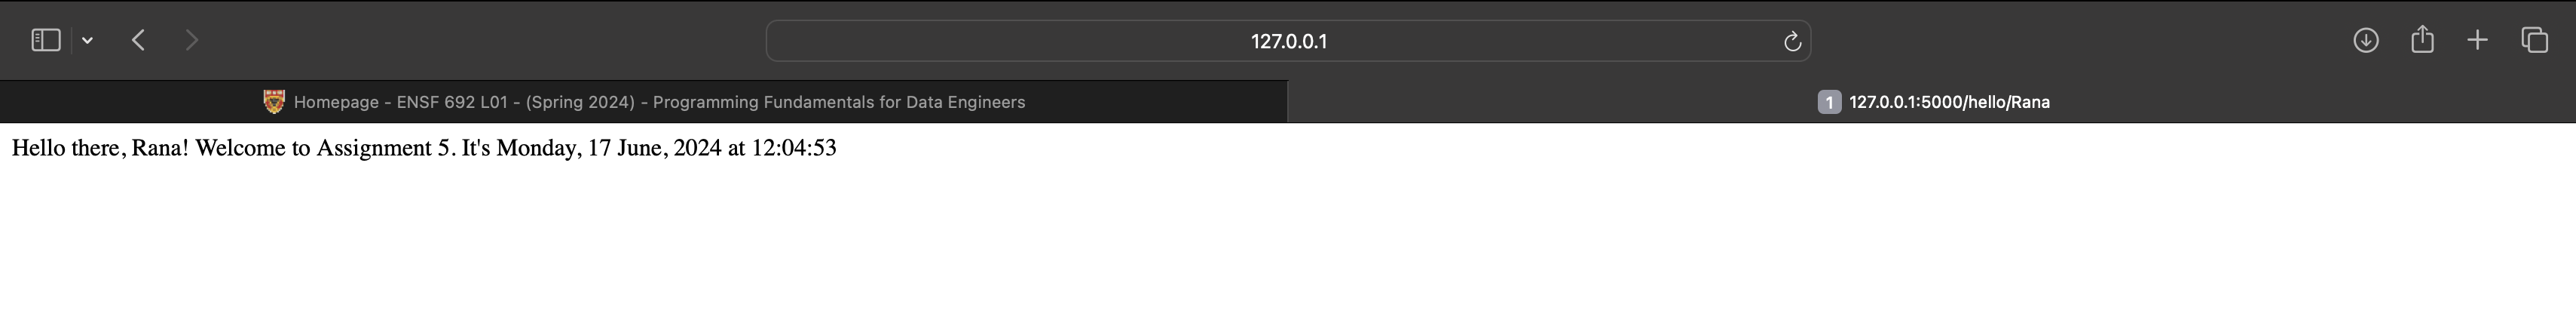 127.0.0.1
Homepage - ENSF 692 L01 - (Spring 2024) - Programming Fundamentals for Data Engineers
1 127.0.0.1:5000/hello/Rana
Hello there, Rana! Welcome to Assignment 5. It's Monday, 17 June, 2024 at 12:04:53